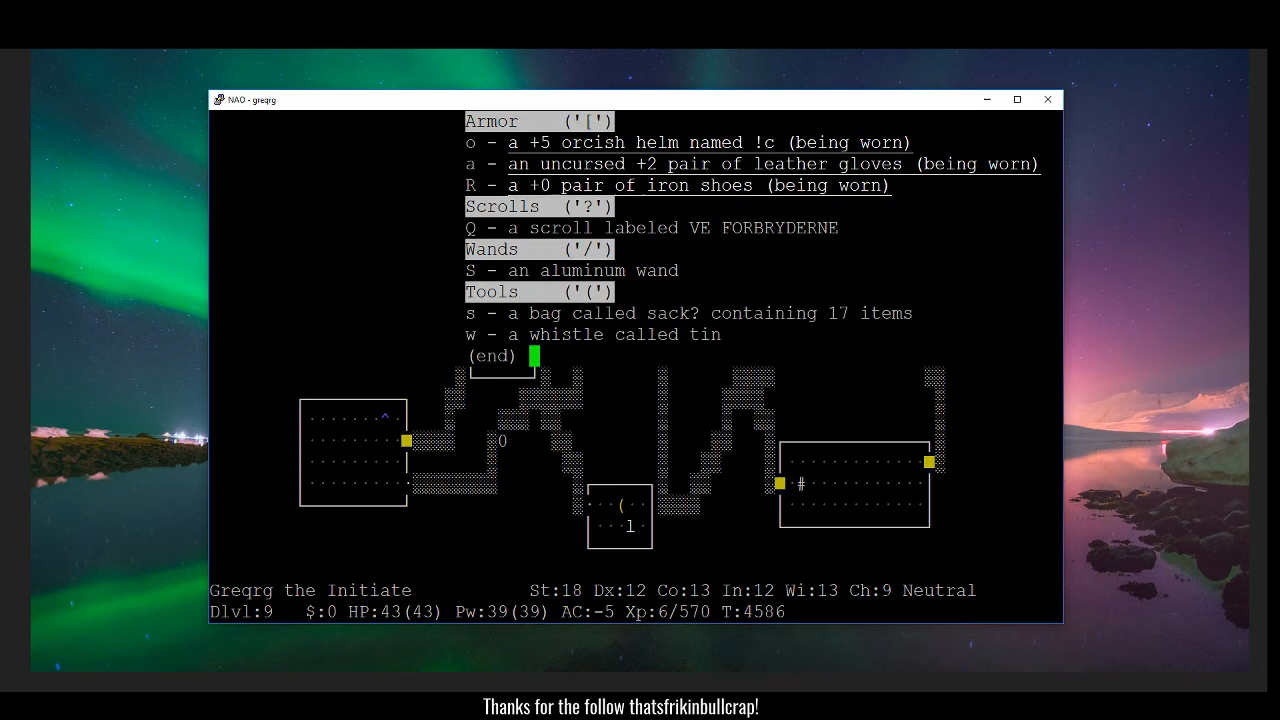 NAO - greqrg
Armor ('[')
o - a +5 orcish helm named !c (being worn)
a - an uncursed +2 pair of leather gloves (being worn)
R - a +0 pair of iron shoes (being worn)
Scrolls ('?')
Q - a scroll labeled VE FORBRYDERNE
Wands ('/')
S - an aluminum wand
Tools ('(')
s - a bag called sack? containing 17 items
w - a whistle called tin
(end)
^
0
#
(
l
Greqrg the Initiate St:18 Dx:12 Co:13 In:12 Wi:13 Ch:9 Neutral
Dlvl:9 $:0 HP:43(43) Pw:39(39) AC:-5 Xp:6/570 T:4586
Thanks for the follow thatsfrikinbullcrap!